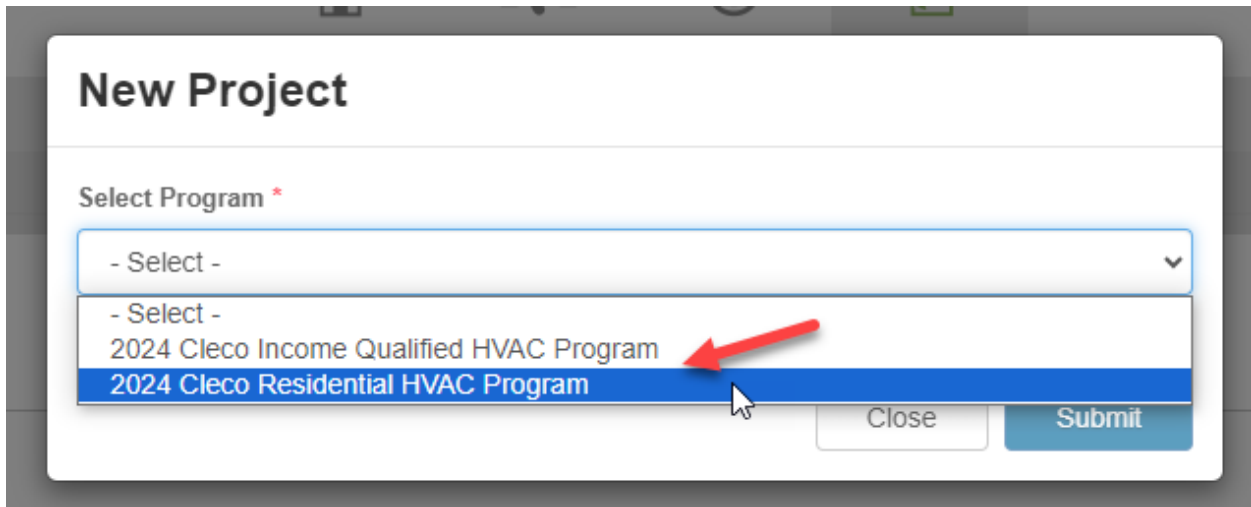 New Project
Select Program *
- Select -
- Select -
2024 Cleco Income Qualified HVAC Program
2024 Cleco Residential HVAC Program
Close
Submit